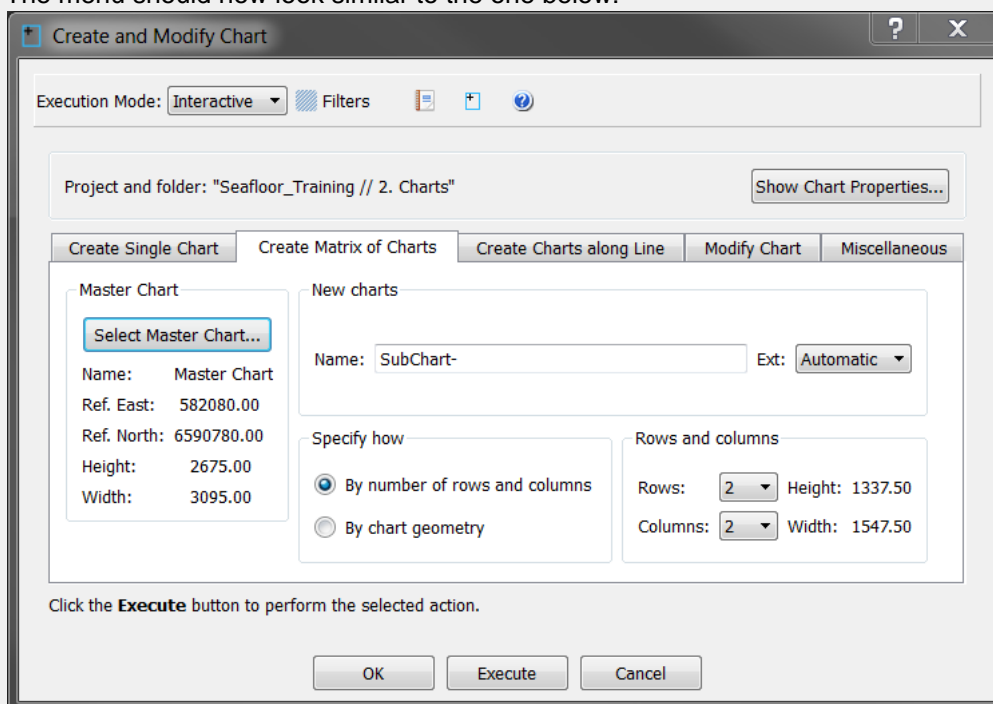 The menu should now look similar to the one below.
Create and Modify Chart
? X
Execution Mode: Interactive Filters
Project and folder: "Seafloor_Training // 2. Charts" Show Chart Properties...
Create Single Chart Create Matrix of Charts Create Charts along Line Modify Chart Miscellaneous
Master Chart
Select Master Chart...
Name: Master Chart
Ref. East: 582080.00
Ref. North: 6590780.00
Height: 2675.00
Width: 3095.00
New charts
Name: SubChart- Ext: Automatic
Specify how
By number of rows and columns
By chart geometry
Rows and columns
Rows: 2 Height: 1337.50
Columns: 2 Width: 1547.50
Click the Execute button to perform the selected action.
OK Execute Cancel